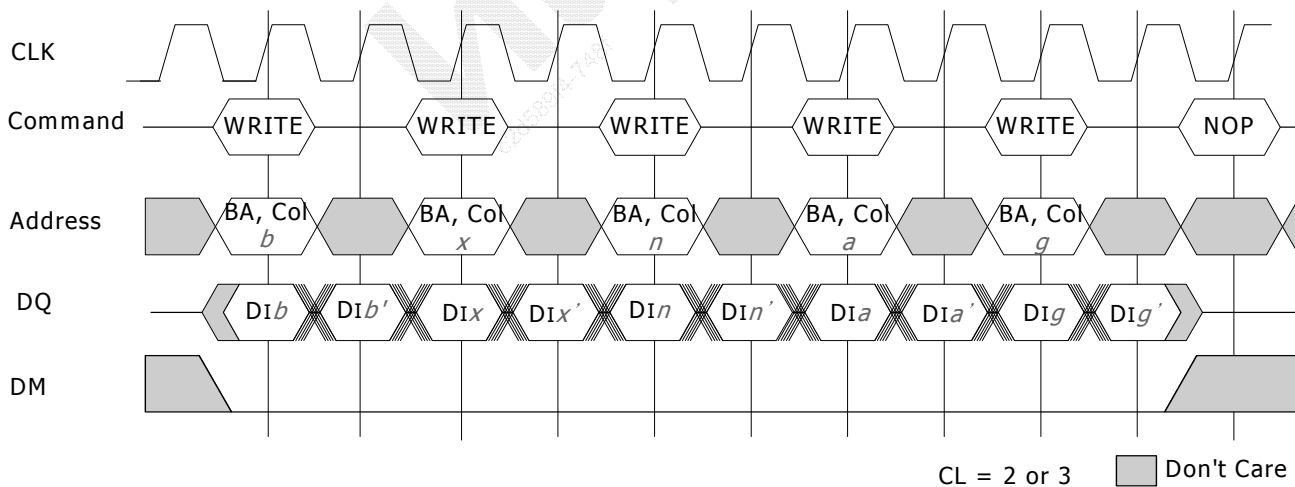 CLK
Command WRITE WRITE WRITE WRITE WRITE NOP
Address BA, Col b BA, Col x BA, Col n BA, Col a BA, Col g
DQ DIb DIb' DIx DIx' DIn DIn' DIa DIa' DIg DIg'
DM
CL = 2 or 3 Don't Care